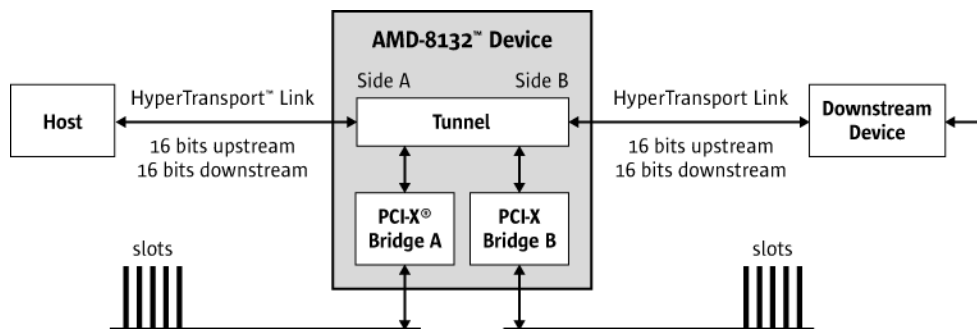 AMD-8132™ Device
Side A
Side B
HyperTransport™ Link
HyperTransport Link
Host
Tunnel
Downstream
Device
16 bits upstream
16 bits downstream
16 bits upstream
16 bits downstream
PCI-X®
Bridge A
PCI-X
Bridge B
slots
slots